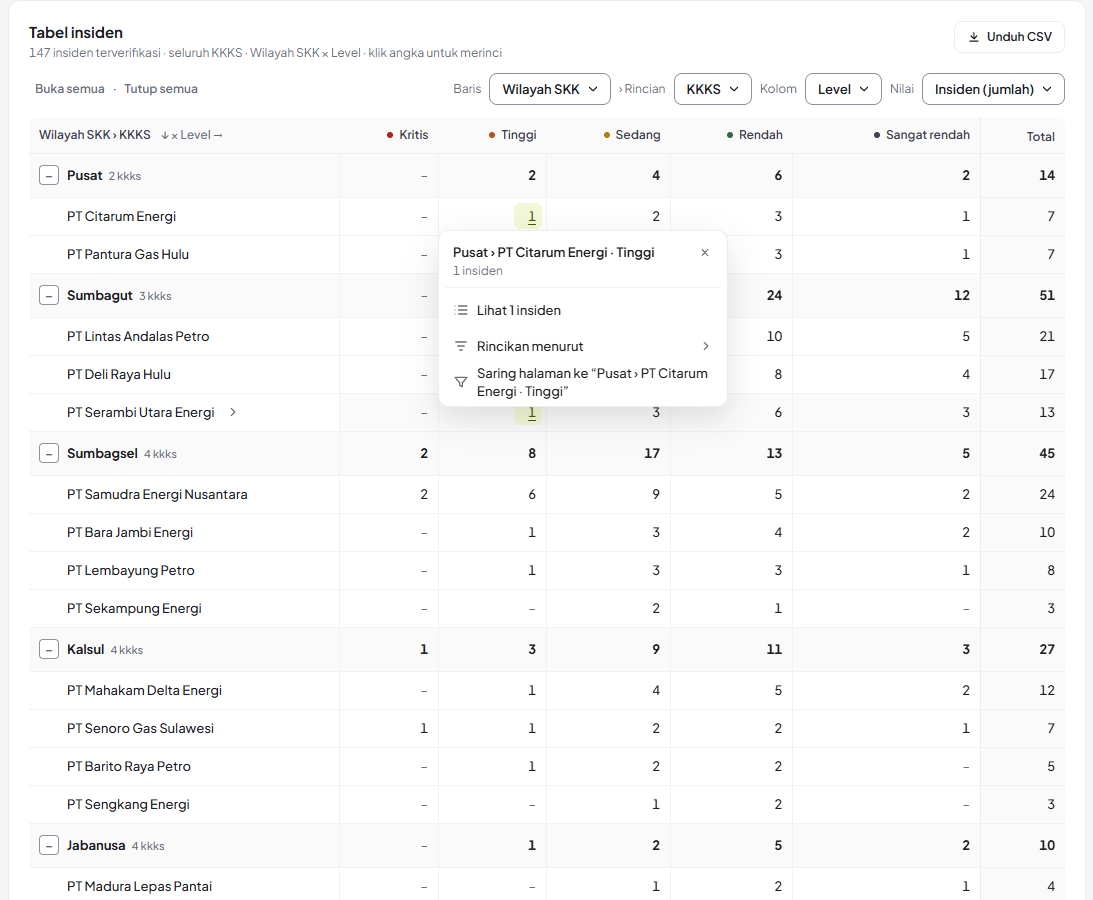 Tabel insiden
147 insiden terverifikasi · seluruh KKKS · Wilayah SKK × Level · klik angka untuk merinci
Unduh CSV
Buka semua · Tutup semua
Baris Wilayah SKK › Rincian KKKS Kolom Level Nilai Insiden (jumlah)
Wilayah SKK › KKKS ↓ × Level → Kritis Tinggi Sedang Rendah Sangat rendah Total
− Pusat 2 kkks – 2 4 6 2 14
PT Citarum Energi – 1 2 3 1 7
PT Pantura Gas Hulu – 3 1 7
Pusat › PT Citarum Energi · Tinggi ×
1 insiden
Lihat 1 insiden
Rincikan menurut ›
Saring halaman ke “Pusat › PT Citarum
Energi · Tinggi”
− Sumbagut 3 kkks – 24 12 51
PT Lintas Andalas Petro – 10 5 21
PT Deli Raya Hulu – 8 4 17
PT Serambi Utara Energi › – 1 3 6 3 13
− Sumbagsel 4 kkks 2 8 17 13 5 45
PT Samudra Energi Nusantara 2 6 9 5 2 24
PT Bara Jambi Energi – 1 3 4 2 10
PT Lembayung Petro – 1 3 3 1 8
PT Sekampung Energi – – 2 1 – 3
− Kalsul 4 kkks 1 3 9 11 3 27
PT Mahakam Delta Energi – 1 4 5 2 12
PT Senoro Gas Sulawesi 1 1 2 2 1 7
PT Barito Raya Petro – 1 2 2 – 5
PT Sengkang Energi – – 1 2 – 3
− Jabanusa 4 kkks – 1 2 5 2 10
PT Madura Lepas Pantai – – 1 2 1 4